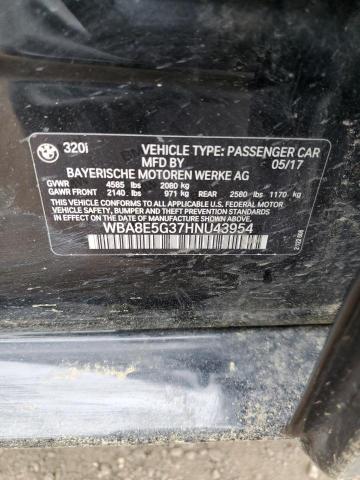 BMW 320i VEHICLE TYPE: PASSENGER CAR
MFD BY 05/17
BAYERISCHE MOTOREN WERKE AG
GVWR 4585 lbs 2080 kg
GAWR FRONT 2140 lbs 971 kg REAR 2580 lbs 1170 kg
THIS VEHICLE CONFORMS TO ALL APPLICABLE U.S. FEDERAL MOTOR
VEHICLE SAFETY, BUMPER, AND THEFT PREVENTION STANDARDS
IN EFFECT ON THE DATE OF MANUFACTURE SHOWN ABOVE.
WBA8E5G37HNU43954